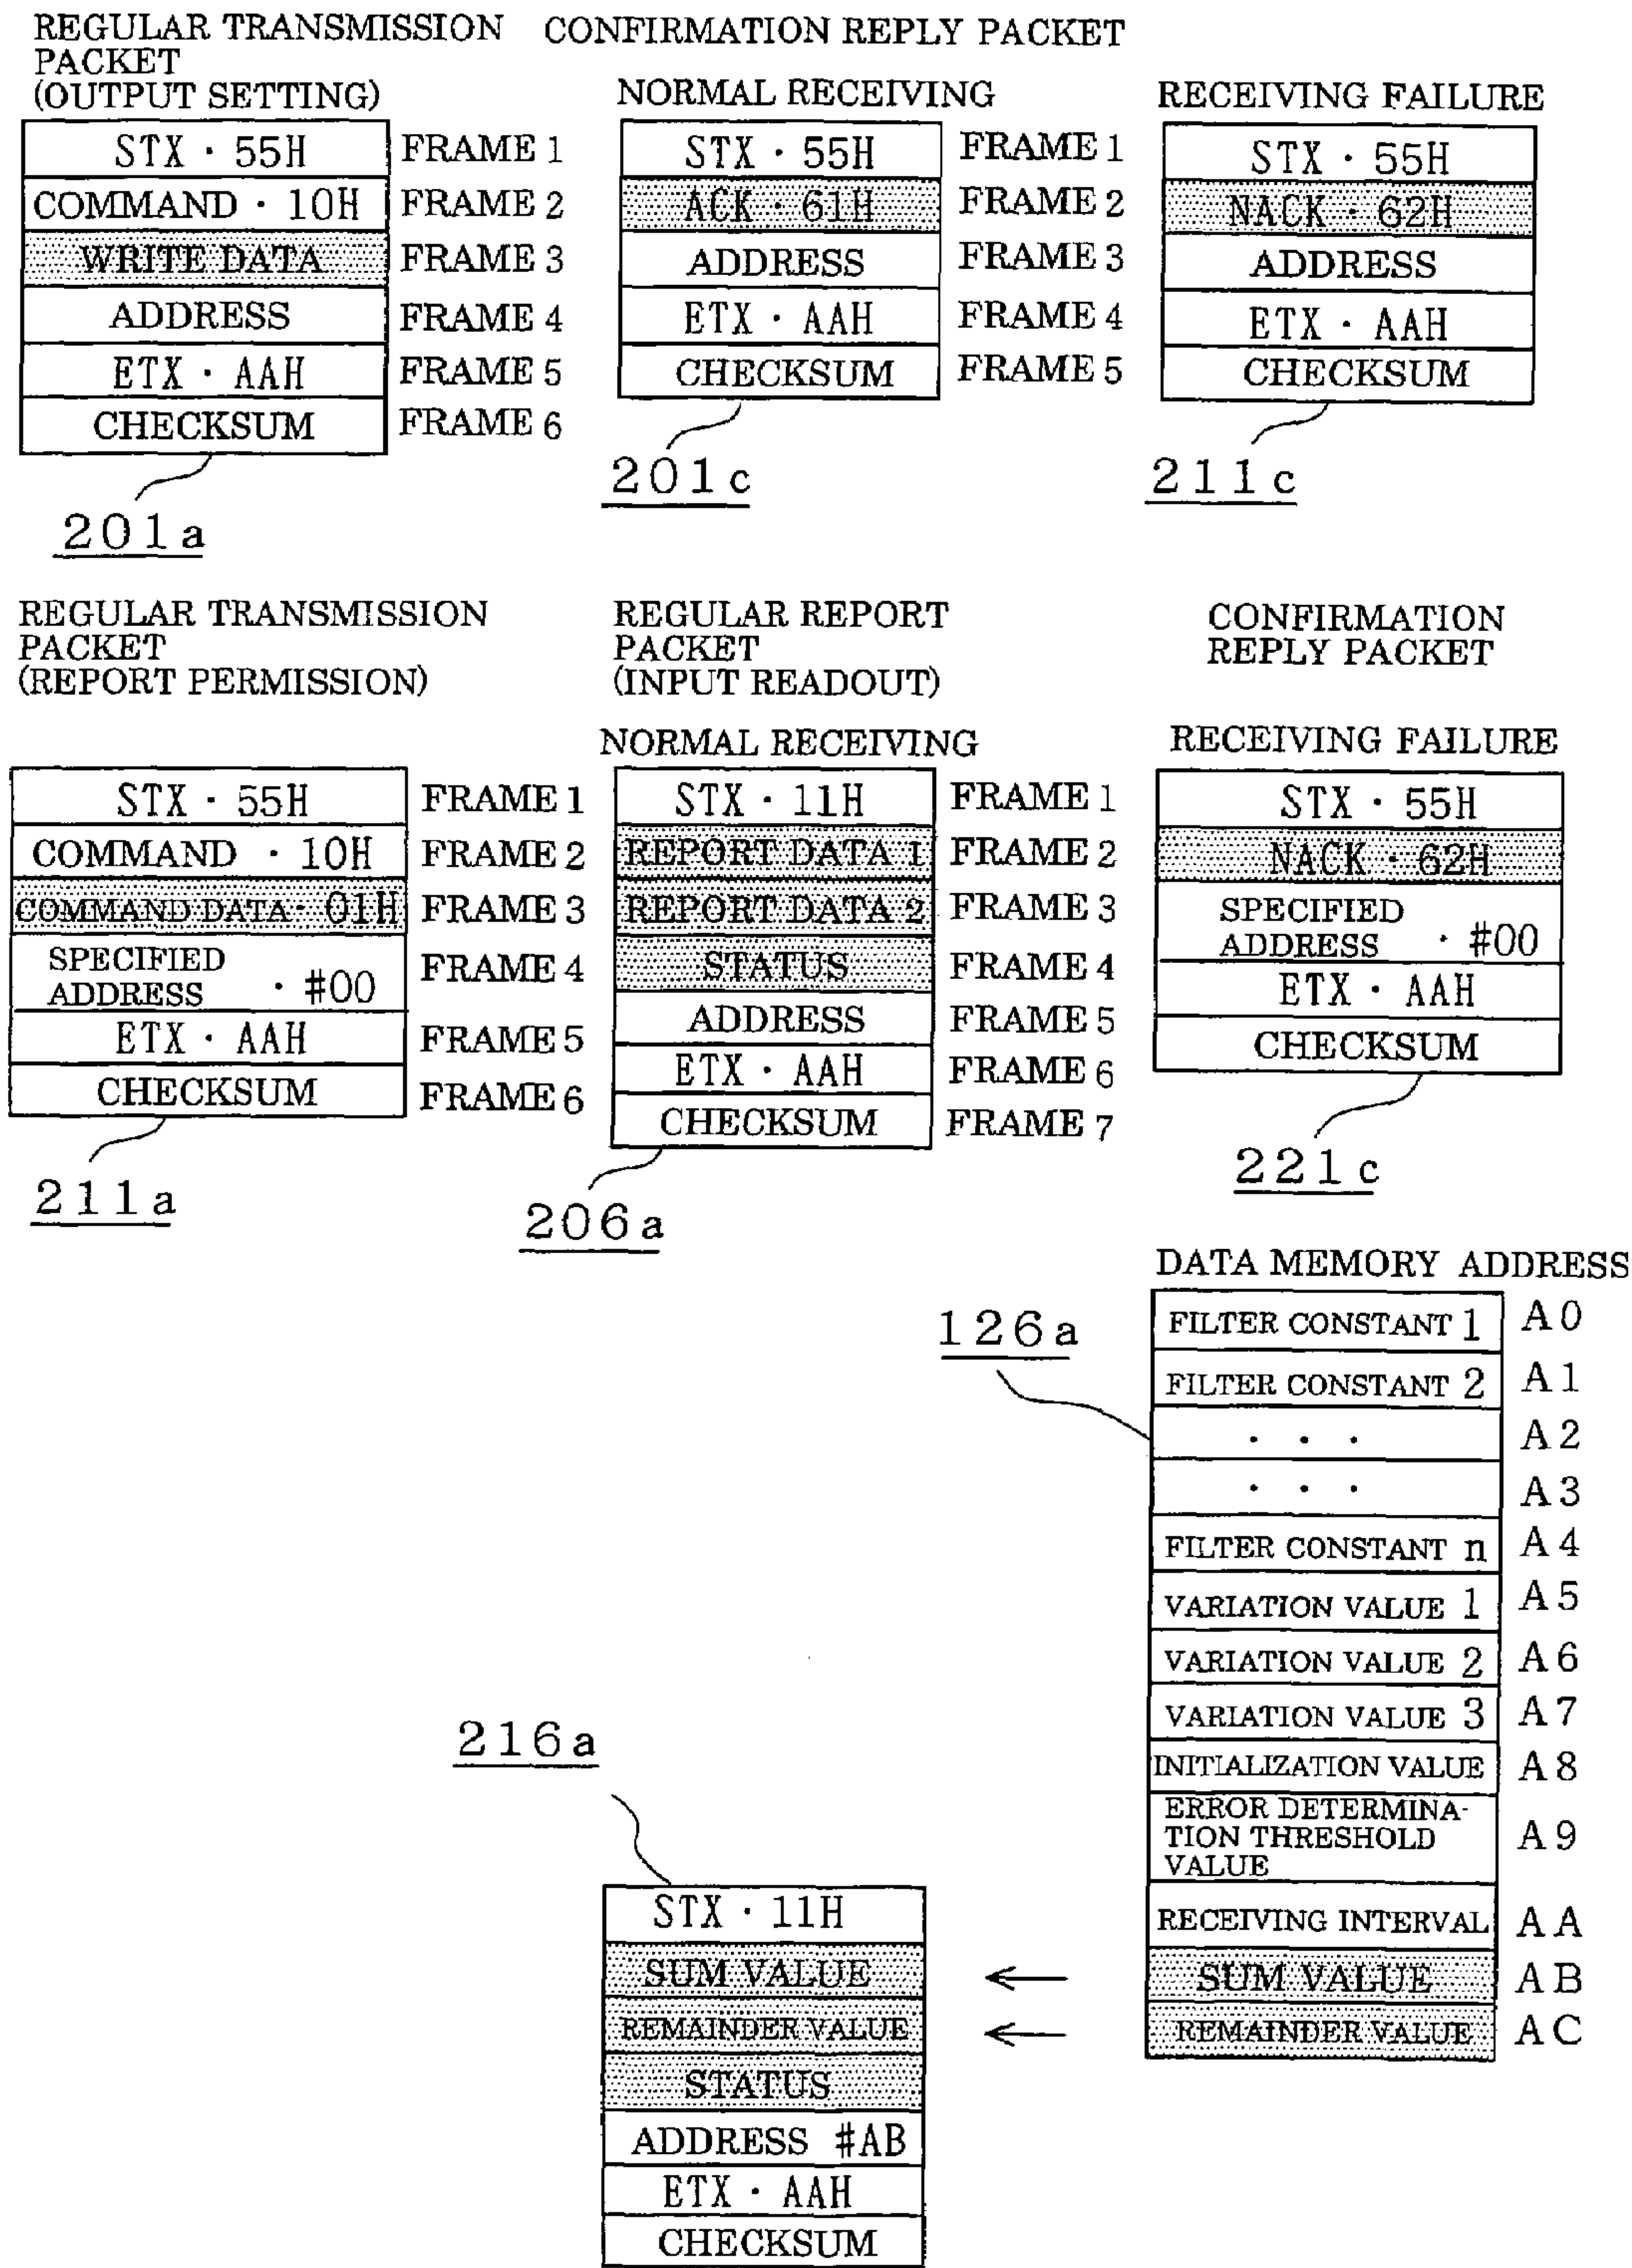 REGULAR TRANSMISSION
PACKET
(OUTPUT SETTING)
STX · 55H FRAME 1
COMMAND · 10H FRAME 2
WRITE DATA FRAME 3
ADDRESS FRAME 4
ETX · AAH FRAME 5
CHECKSUM FRAME 6
201a
CONFIRMATION REPLY PACKET
NORMAL RECEIVING
STX · 55H FRAME 1
ACK · 61H FRAME 2
ADDRESS FRAME 3
ETX · AAH FRAME 4
CHECKSUM FRAME 5
201c
RECEIVING FAILURE
STX · 55H
NACK · 62H
ADDRESS
ETX · AAH
CHECKSUM
211c
REGULAR TRANSMISSION
PACKET
(REPORT PERMISSION)
STX · 55H FRAME 1
COMMAND · 10H FRAME 2
COMMAND DATA · 01H FRAME 3
SPECIFIED
ADDRESS · #00 FRAME 4
ETX · AAH FRAME 5
CHECKSUM FRAME 6
211a
REGULAR REPORT
PACKET
(INPUT READOUT)
NORMAL RECEIVING
STX · 11H FRAME 1
REPORT DATA 1 FRAME 2
REPORT DATA 2 FRAME 3
STATUS FRAME 4
ADDRESS FRAME 5
ETX · AAH FRAME 6
CHECKSUM FRAME 7
206a
CONFIRMATION
REPLY PACKET
RECEIVING FAILURE
STX · 55H
NACK · 62H
SPECIFIED
ADDRESS · #00
ETX · AAH
CHECKSUM
221c
DATA MEMORY ADDRESS
126a
FILTER CONSTANT 1 A0
FILTER CONSTANT 2 A1
· · · A2
· · · A3
FILTER CONSTANT n A4
VARIATION VALUE 1 A5
VARIATION VALUE 2 A6
VARIATION VALUE 3 A7
INITIALIZATION VALUE A8
ERROR DETERMINA-
TION THRESHOLD A9
VALUE
RECEIVING INTERVAL AA
SUM VALUE AB
REMAINDER VALUE AC
216a
STX · 11H
SUM VALUE
REMAINDER VALUE
STATUS
ADDRESS #AB
ETX · AAH
CHECKSUM